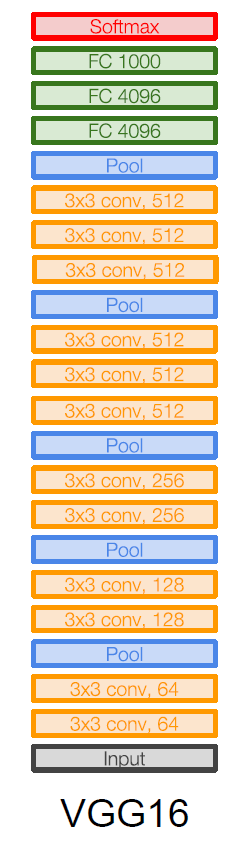 Softmax
FC 1000
FC 4096
FC 4096
Pool
3x3 conv, 512
3x3 conv, 512
3x3 conv, 512
Pool
3x3 conv, 512
3x3 conv, 512
3x3 conv, 512
Pool
3x3 conv, 256
3x3 conv, 256
Pool
3x3 conv, 128
3x3 conv, 128
Pool
3x3 conv, 64
3x3 conv, 64
Input
VGG16